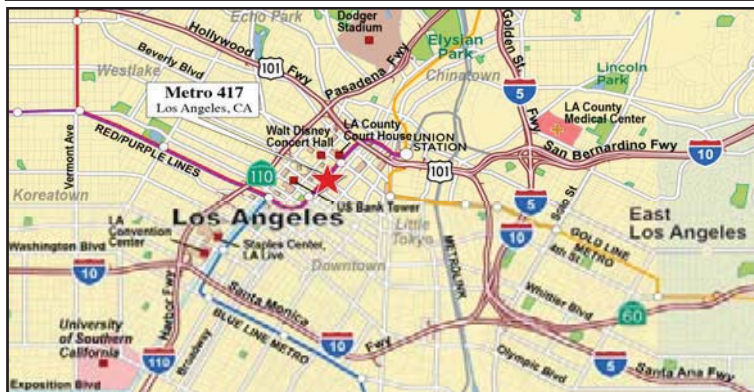 Echo Park
Dodger
Stadium
Hollywood
Fwy
101
Beverly Blvd
Westlake
Pasadena Fwy
Elysian
Park
Chinatown
Golden St.
Fwy
5
Lincoln
Park
LA County
Medical Center
Metro 417
Los Angeles, CA
Vermont Ave
RED/PURPLE LINES
Walt Disney
Concert Hall
LA County
Court House
UNION
STATION
San Bernardino Fwy
10
110
101
Koreatown
US Bank Tower
Los Angeles
5
10
Soto St
East
Los Angeles
LA
Convention
Center
Staples Center,
LA Live
Little
Tokyo
GOLD LINE
METRO
4th St.
Washington Blvd
10
Downtown
METROLINK
Harbor Fwy
Santa Monica
Fwy
Whittier Blvd
60
University
of Southern
California
BLUE LINE METRO
10
Broadway
110
Olympic Blvd
5
Santa Ana Fwy
Exposition Blvd